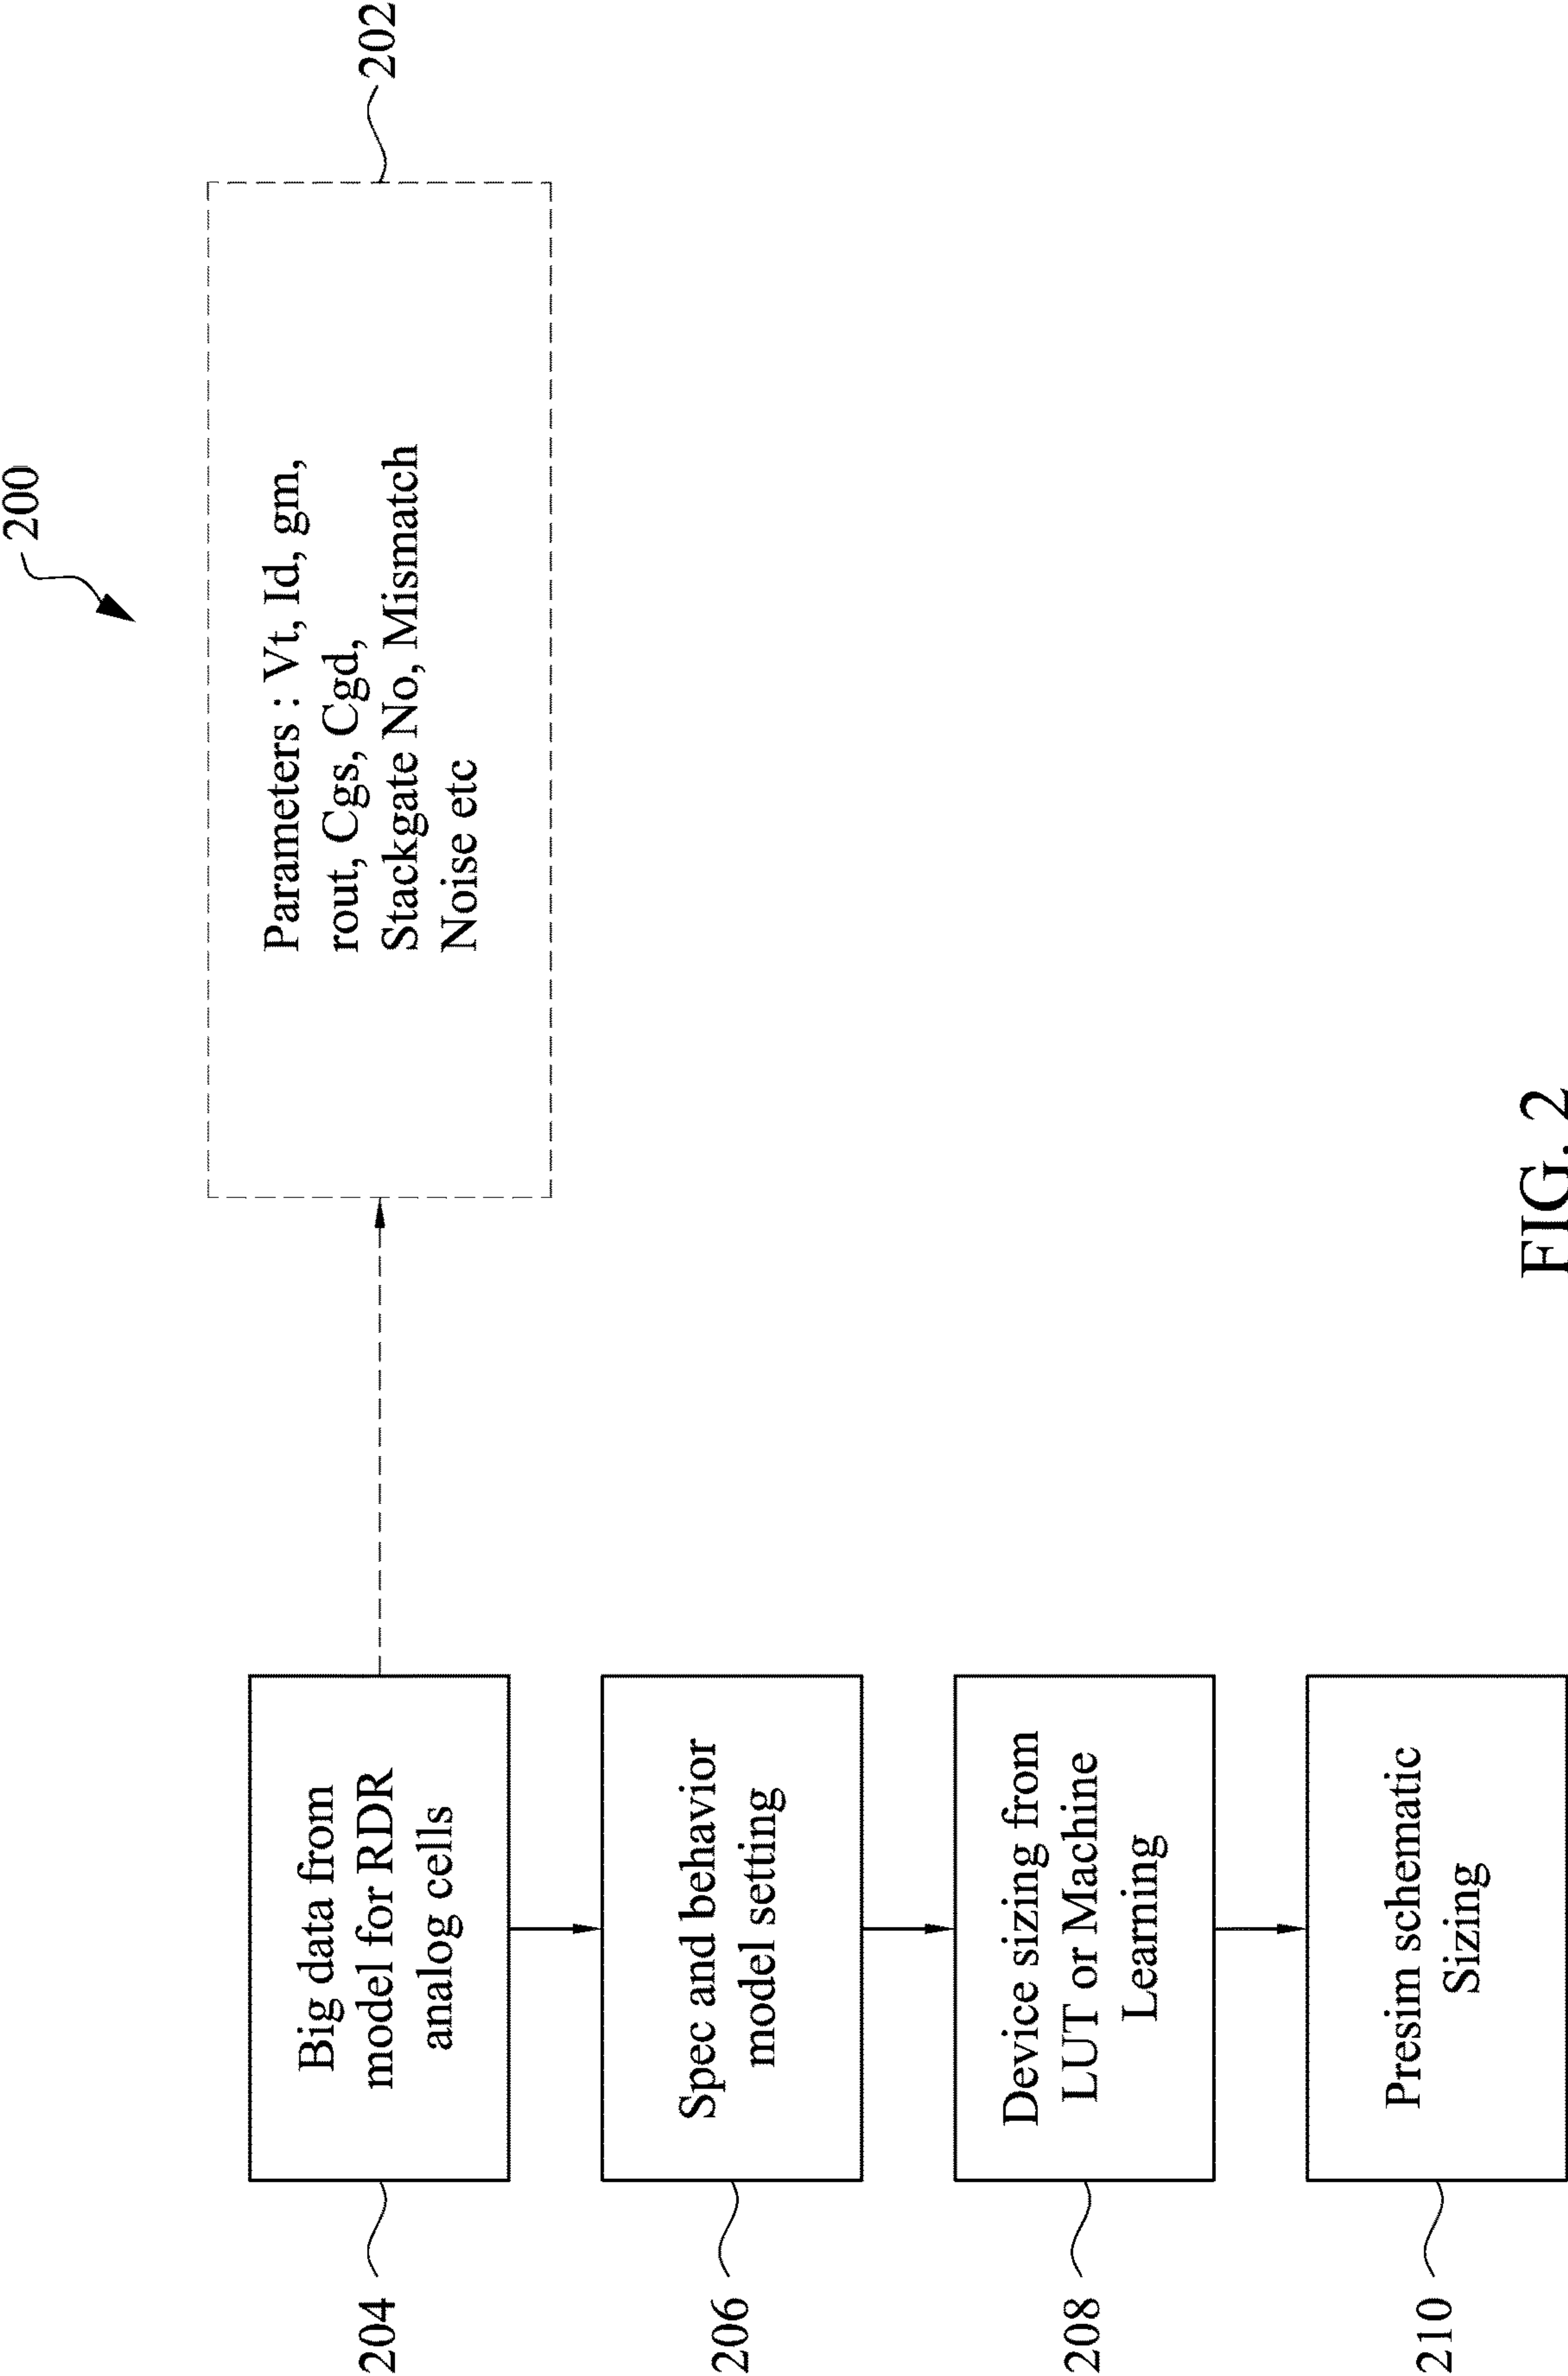 200
204
Big data from
model for RDR
analog cells
Parameters : Vt, Id, gm,
rout, Cgs, Cgd,
Stackgate No, Mismatch
Noise etc
202
206
Spec and behavior
model setting
208
Device sizing from
LUT or Machine
Learning
210
Presim schematic
Sizing
FIG. 2